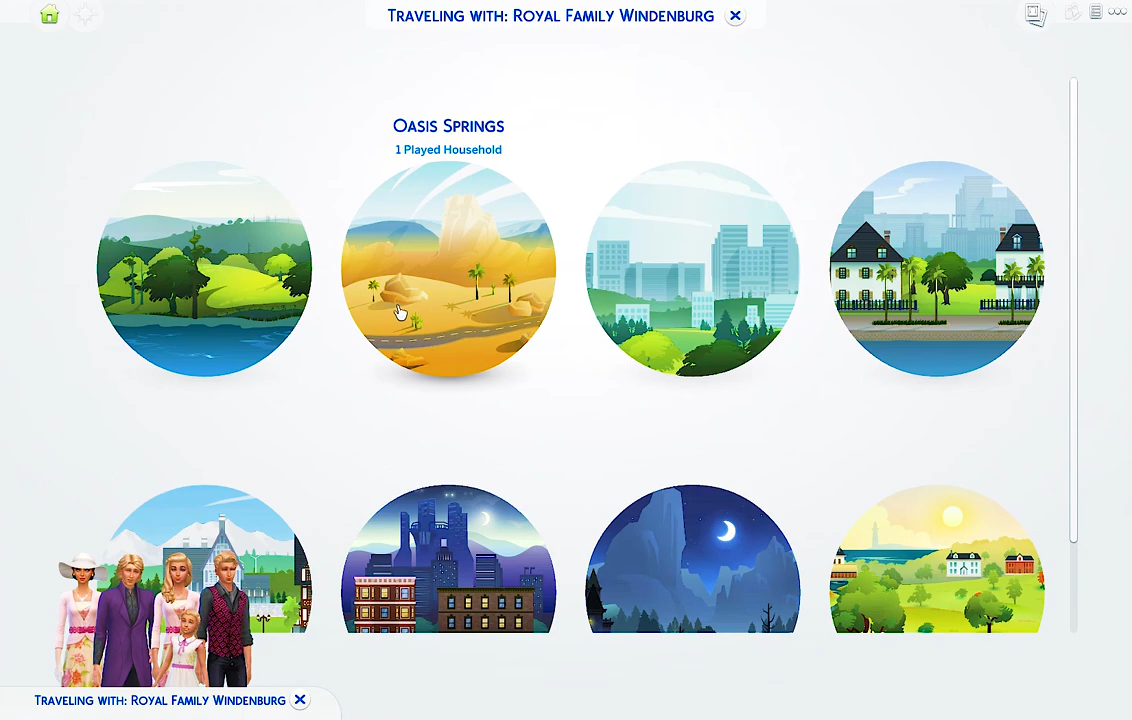 Traveling with: Royal Family Windenburg
Oasis Springs
1 Played Household
Traveling with: Royal Family Windenburg